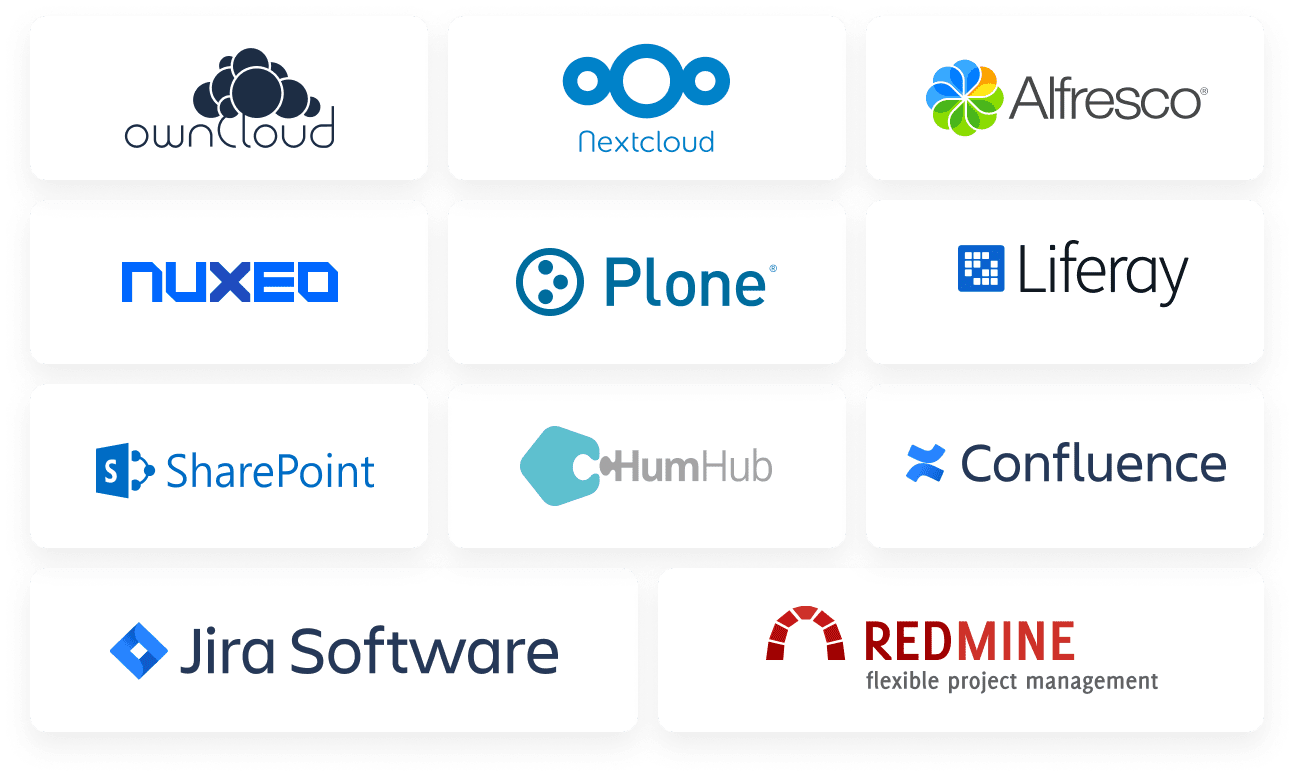 ownCloud
Nextcloud
Alfresco®
nuxeo
Plone®
Liferay
S SharePoint
HumHub
Confluence
Jira Software
REDMINE
flexible project management